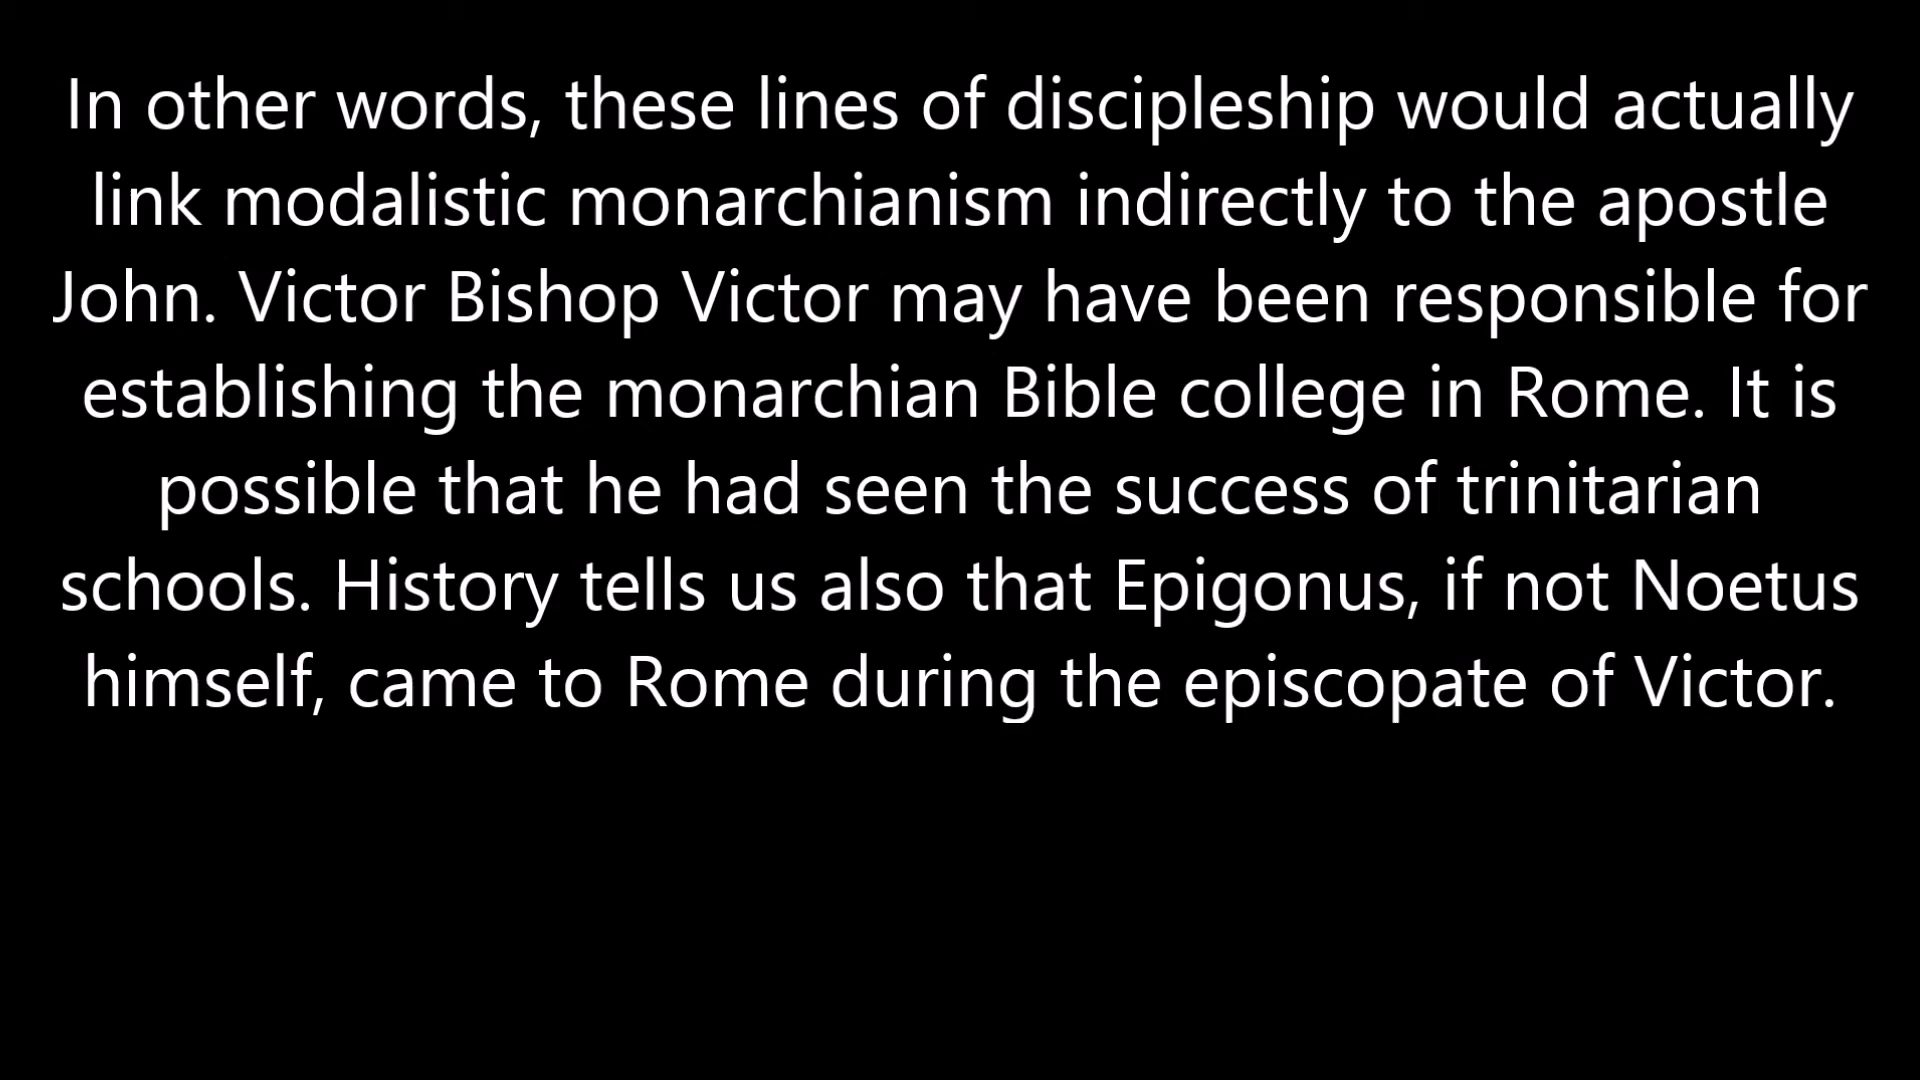 In other words, these lines of discipleship would actually
link modalistic monarchianism indirectly to the apostle
John. Victor Bishop Victor may have been responsible for
establishing the monarchian Bible college in Rome. It is
possible that he had seen the success of trinitarian
schools. History tells us also that Epigonus, if not Noetus
himself, came to Rome during the episcopate of Victor.